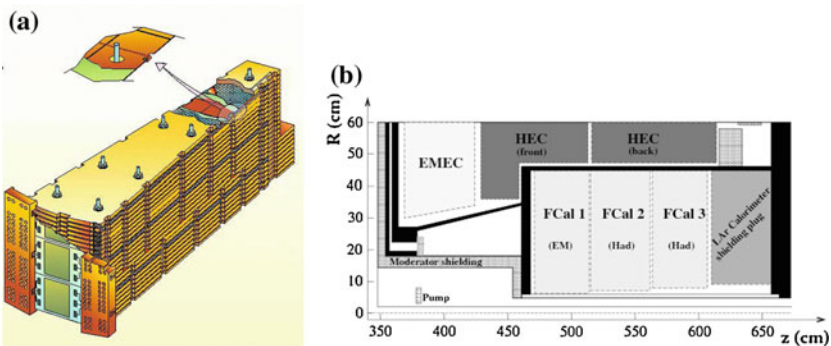 (a)
(b)
R (cm)
60
50
40
30
20
10
0
HEC
(front)
HEC
(back)
EMEC
FCal 1
(EM)
FCal 2
(Had)
FCal 3
(Had)
LAr Calorimeter
shielding plug
Moderator shielding
Pump
350 400 450 500 550 600 650
z (cm)